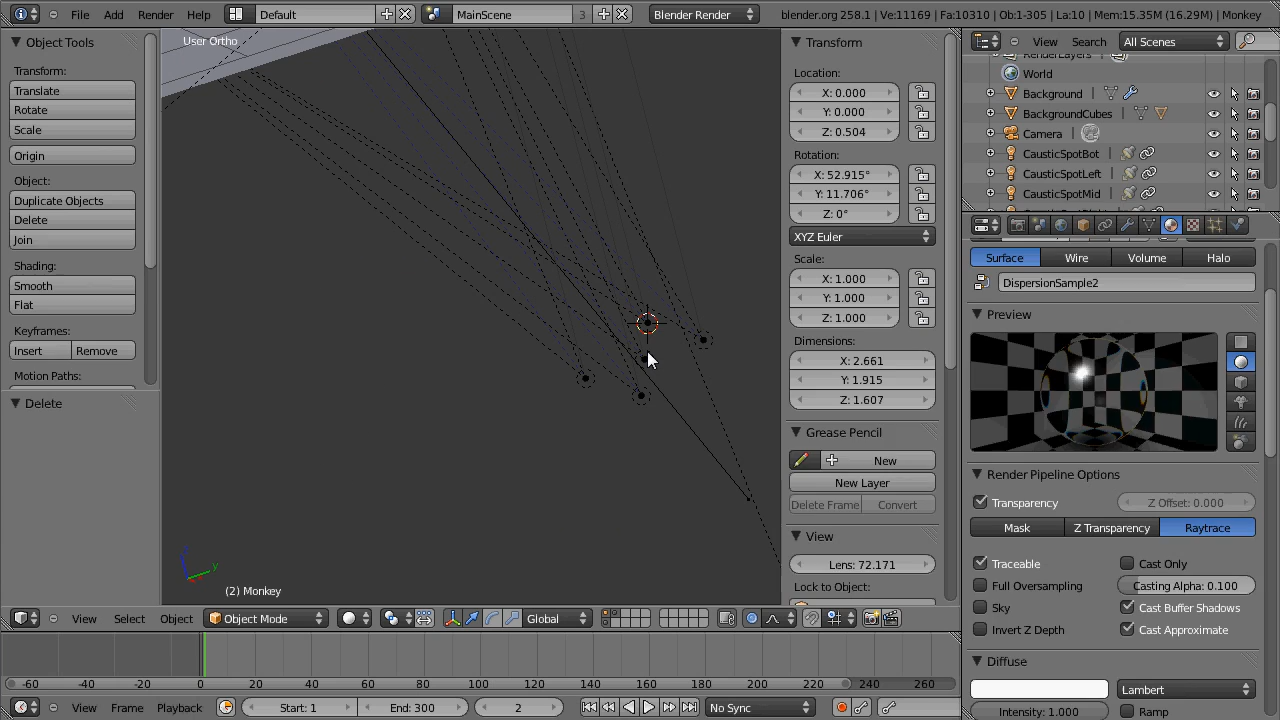 File Add Render Help Default MainScene 3 Blender Render blender.org 258.1 | Ve:11169 | Fa:10310 | Ob:1-305 | La:10 | Mem:15.35M (16.29M) | Monkey
Object Tools
Transform:
Translate
Rotate
Scale
Origin
Object:
Duplicate Objects
Delete
Join
Shading:
Smooth
Flat
Keyframes:
Insert Remove
Motion Paths:
Delete
User Ortho
y
(2) Monkey
Transform
Location:
X: 0.000
Y: 0.000
Z: 0.504
Rotation:
X: 52.915°
Y: 11.706°
Z: 0°
XYZ Euler
Scale:
X: 1.000
Y: 1.000
Z: 1.000
Dimensions:
X: 2.661
Y: 1.915
Z: 1.607
Grease Pencil
New
New Layer
Delete Frame Convert
View
Lens: 72.171
Lock to Object:
View Search All Scenes
RenderLayers
World
Background
BackgroundCubes
Camera
CausticSpotBot
CausticSpotLeft
CausticSpotMid
Surface Wire Volume Halo
DispersionSample2
Preview
Render Pipeline Options
Transparency Z Offset: 0.000
Mask Z Transparency Raytrace
Traceable Cast Only
Full Oversampling Casting Alpha: 0.100
Sky Cast Buffer Shadows
Invert Z Depth Cast Approximate
Diffuse
Lambert
Intensity: 1.000 Ramp
View Select Object Object Mode Global
-60 -40 -20 0 20 40 60 80 100 120 140 160 180 200 220 240 260
View Frame Playback Start: 1 End: 300 2 No Sync